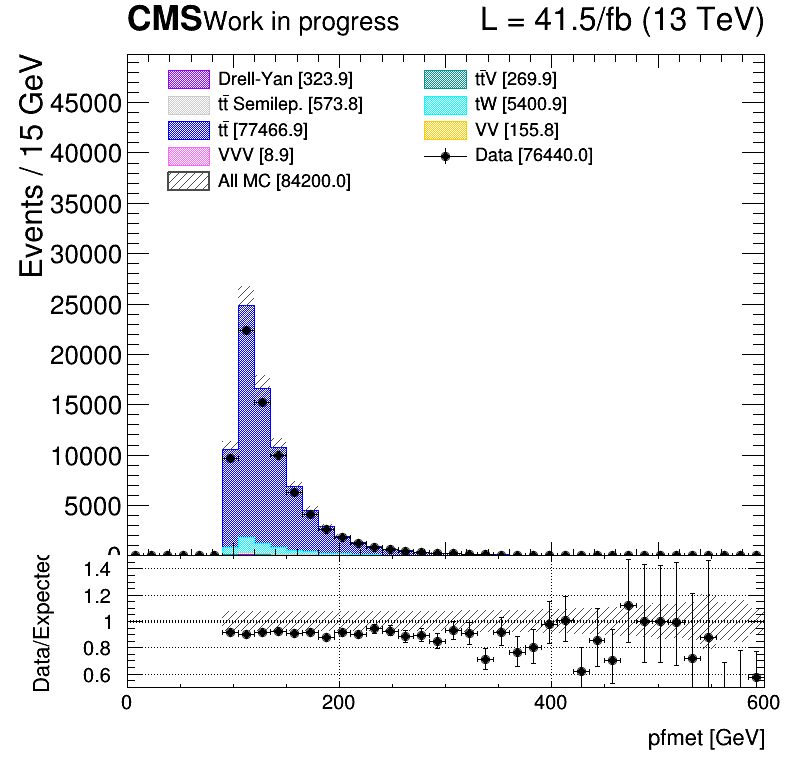 CMS Work in progress L = 41.5/fb (13 TeV)
Events / 15 GeV
Drell-Yan [323.9]
tt̄ Semilep. [573.8]
tt̄ [77466.9]
VVV [8.9]
All MC [84200.0]
tt̄V [269.9]
tW [5400.9]
VV [155.8]
Data [76440.0]
45000
40000
35000
30000
25000
20000
15000
10000
5000
0
Data/Expected
1.4
1.2
1
0.8
0.6
0 200 400 600
pfmet [GeV]